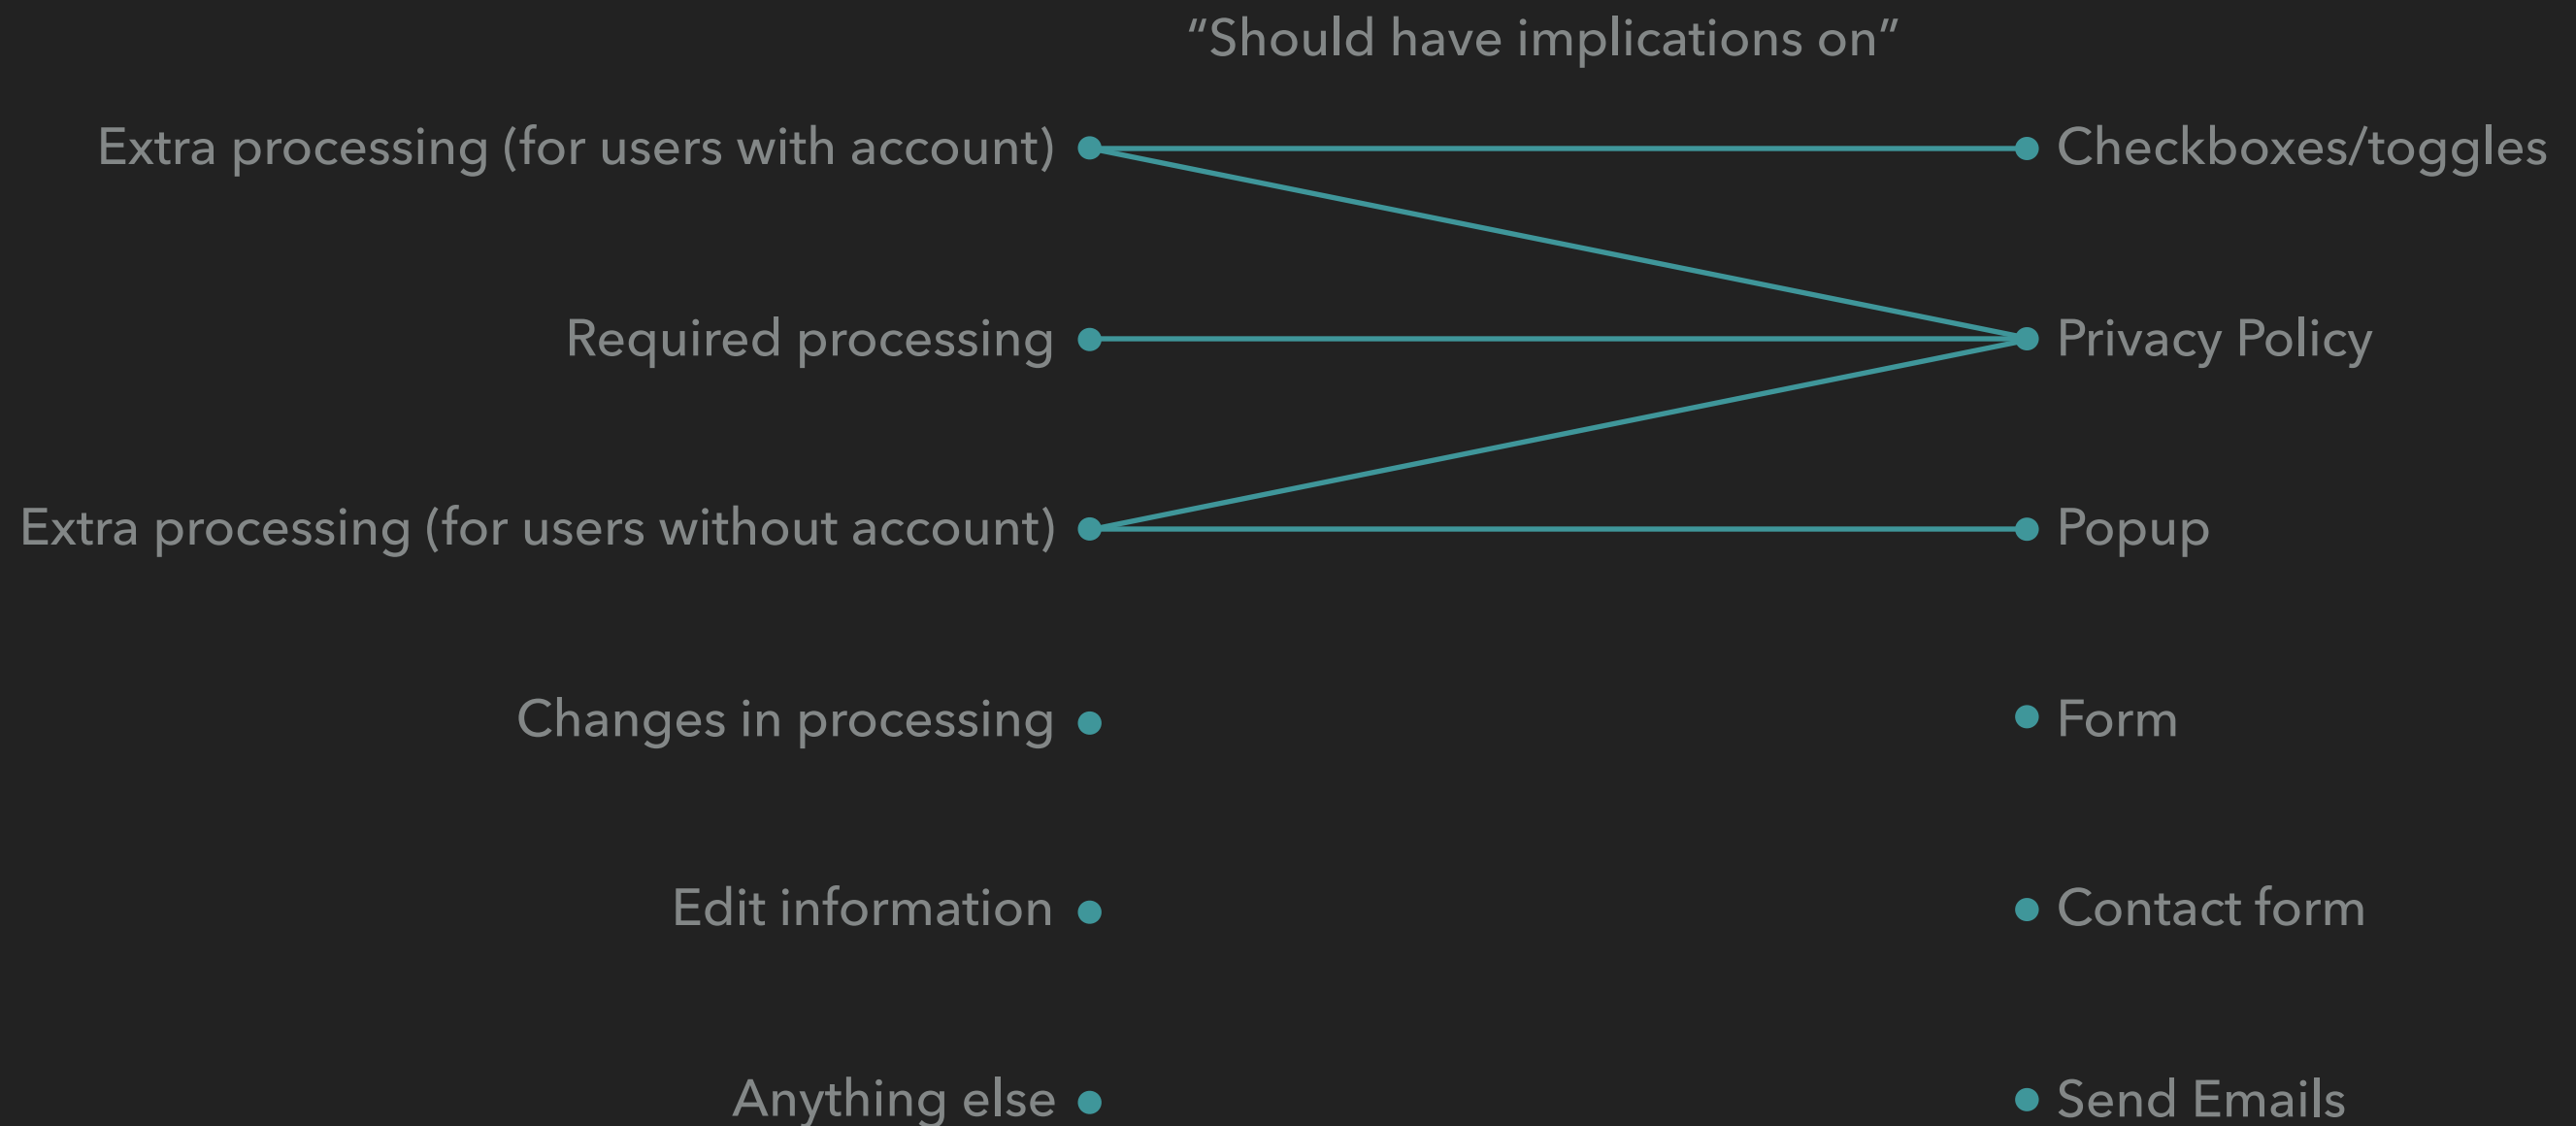 “Should have implications on”
Extra processing (for users with account)
Checkboxes/toggles
Required processing
Privacy Policy
Extra processing (for users without account)
Popup
Changes in processing
Form
Edit information
Contact form
Anything else
Send Emails